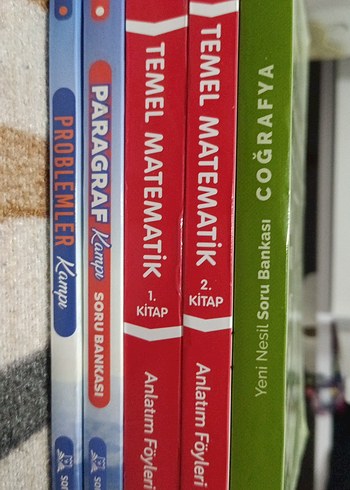 PROBLEMLER Kampı
PARAGRAF Kampı SORU BANKASI
TEMEL MATEMATİK 1. KİTAP
Anlatım Föyleri
TEMEL MATEMATİK 2. KİTAP
Anlatım Föyleri
Yeni Nesil Soru Bankası COĞRAFYA